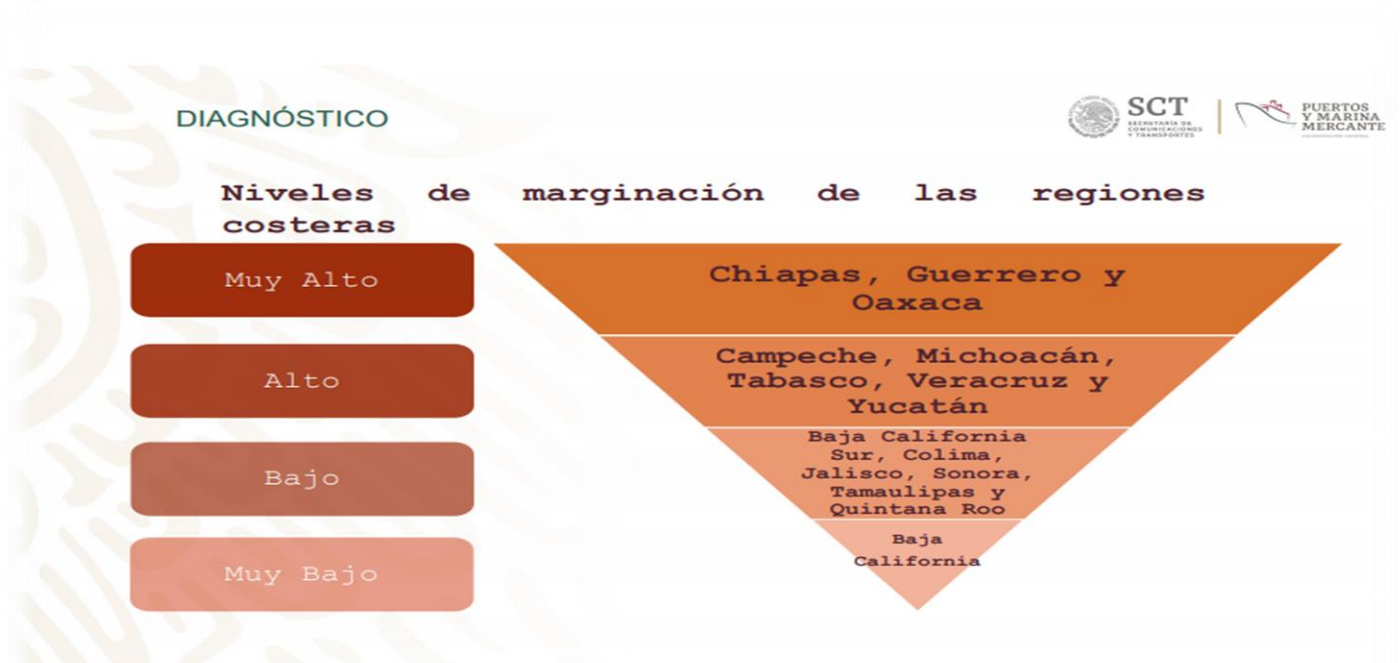 DIAGNÓSTICO
SCT
SECRETARÍA DE
COMUNICACIONES
Y TRANSPORTES
PUERTOS
Y MARINA
MERCANTE
Niveles de marginación de las regiones
costeras
Muy Alto
Chiapas, Guerrero y
Oaxaca
Alto
Campeche, Michoacán,
Tabasco, Veracruz y
Yucatán
Bajo
Baja California
Sur, Colima,
Jalisco, Sonora,
Tamaulipas y
Quintana Roo
Muy Bajo
Baja
California